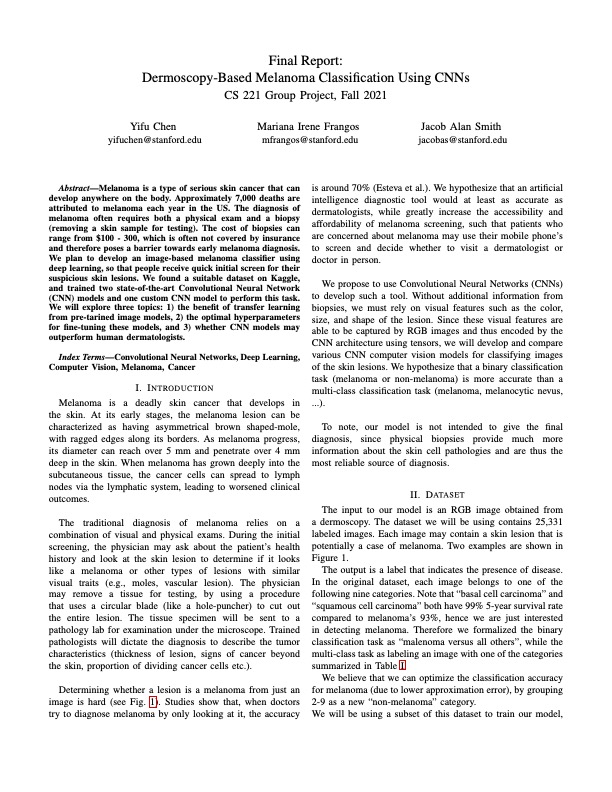 Final Report:
Dermoscopy-Based Melanoma Classification Using CNNs
CS 221 Group Project, Fall 2021
Yifu Chen
yifuchen@stanford.edu
Mariana Irene Frangos
mfrangos@stanford.edu
Jacob Alan Smith
jacobas@stanford.edu
Abstract—Melanoma is a type of serious skin cancer that can
develop anywhere on the body. Approximately 7,000 deaths are
attributed to melanoma each year in the US. The diagnosis of
melanoma often requires both a physical exam and a biopsy
(removing a skin sample for testing). The cost of biopsies can
range from $100 - 300, which is often not covered by insurance
and therefore poses a barrier towards early melanoma diagnosis.
We plan to develop an image-based melanoma classifier using
deep learning, so that people receive quick initial screen for their
suspicious skin lesions. We found a suitable dataset on Kaggle,
and trained two state-of-the-art Convolutional Neural Network
(CNN) models and one custom CNN model to perform this task.
We will explore three topics: 1) the benefit of transfer learning
from pre-tarined image models, 2) the optimal hyperparameters
for fine-tuning these models, and 3) whether CNN models may
outperform human dermatologists.
Index Terms—Convolutional Neural Networks, Deep Learning,
Computer Vision, Melanoma, Cancer
I. Introduction
Melanoma is a deadly skin cancer that develops in
the skin. At its early stages, the melanoma lesion can be
characterized as having asymmetrical brown shaped-mole,
with ragged edges along its borders. As melanoma progress,
its diameter can reach over 5 mm and penetrate over 4 mm
deep in the skin. When melanoma has grown deeply into the
subcutaneous tissue, the cancer cells can spread to lymph
nodes via the lymphatic system, leading to worsened clinical
outcomes.
The traditional diagnosis of melanoma relies on a
combination of visual and physical exams. During the initial
screening, the physician may ask about the patient's health
history and look at the skin lesion to determine if it looks
like a melanoma or other types of lesions with similar
visual traits (e.g., moles, vascular lesion). The physician
may remove a tissue for testing, by using a procedure
that uses a circular blade (like a hole-puncher) to cut out
the entire lesion. The tissue specimen will be sent to a
pathology lab for examination under the microscope. Trained
pathologists will dictate the diagnosis to describe the tumor
characteristics (thickness of lesion, signs of cancer beyond
the skin, proportion of dividing cancer cells etc.).
Determining whether a lesion is a melanoma from just an
image is hard (see Fig. 1). Studies show that, when doctors
try to diagnose melanoma by only looking at it, the accuracy
is around 70% (Esteva et al.). We hypothesize that an artificial
intelligence diagnostic tool would at least as accurate as
dermatologists, while greatly increase the accessibility and
affordability of melanoma screening, such that patients who
are concerned about melanoma may use their mobile phone's
to screen and decide whether to visit a dermatologist or
doctor in person.
We propose to use Convolutional Neural Networks (CNNs)
to develop such a tool. Without additional information from
biopsies, we must rely on visual features such as the color,
size, and shape of the lesion. Since these visual features are
able to be captured by RGB images and thus encoded by the
CNN architecture using tensors, we will develop and compare
various CNN computer vision models for classifying images
of the skin lesions. We hypothesize that a binary classification
task (melanoma or non-melanoma) is more accurate than a
multi-class classification task (melanoma, melanocytic nevus,
...).
To note, our model is not intended to give the final
diagnosis, since physical biopsies provide much more
information about the skin cell pathologies and are thus the
most reliable source of diagnosis.
II. Dataset
The input to our model is an RGB image obtained from
a dermoscopy. The dataset we will be using contains 25,331
labeled images. Each image may contain a skin lesion that is
potentially a case of melanoma. Two examples are shown in
Figure 1.
The output is a label that indicates the presence of disease.
In the original dataset, each image belongs to one of the
following nine categories. Note that “basal cell carcinoma” and
“squamous cell carcinoma” both have 99% 5-year survival rate
compared to melanoma's 93%, hence we are just interested
in detecting melanoma. Therefore we formalized the binary
classification task as “malenoma versus all others”, while the
multi-class task as labeling an image with one of the categories
summarized in Table I.
We believe that we can optimize the classification accuracy
for melanoma (due to lower approximation error), by grouping
2-9 as a new “non-melanoma” category.
We will be using a subset of this dataset to train our model,